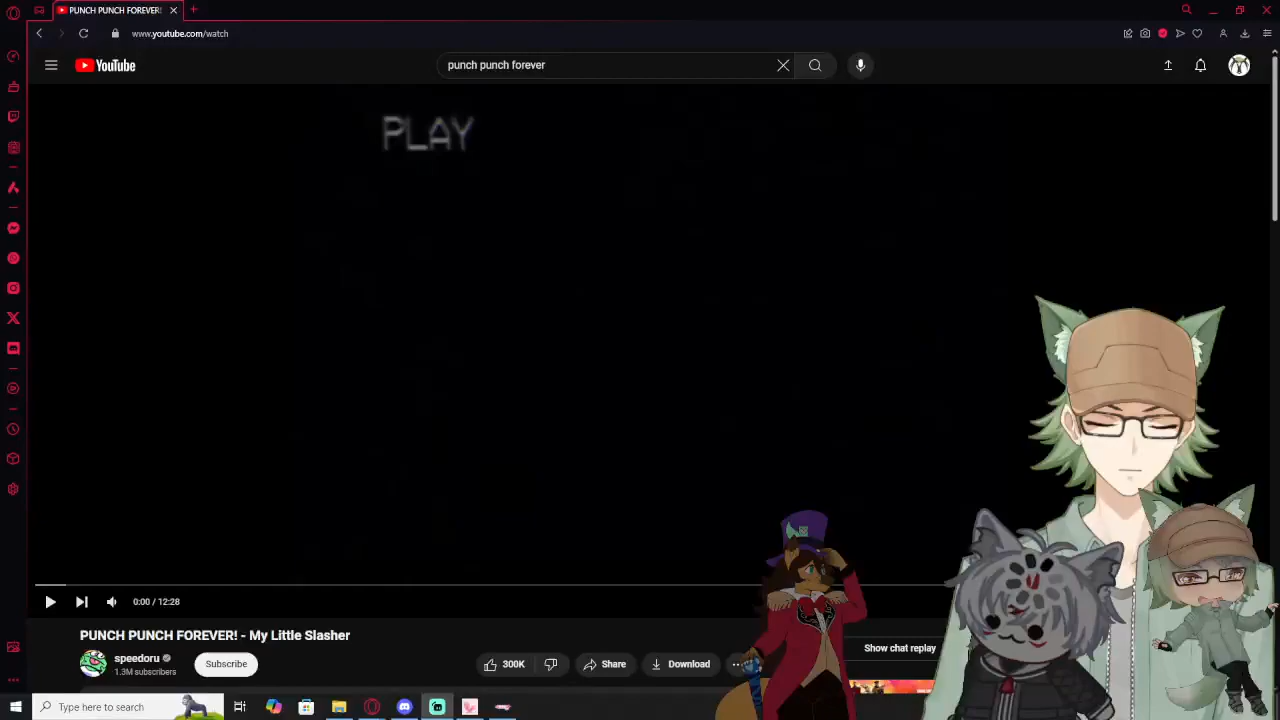 PUNCH PUNCH FOREVER!
www.youtube.com/watch
YouTube
punch punch forever
PLAY
0:00 / 12:28
PUNCH PUNCH FOREVER! - My Little Slasher
speedoru
1.3M subscribers
Subscribe
300K
Share
Download
Show chat replay
Type here to search